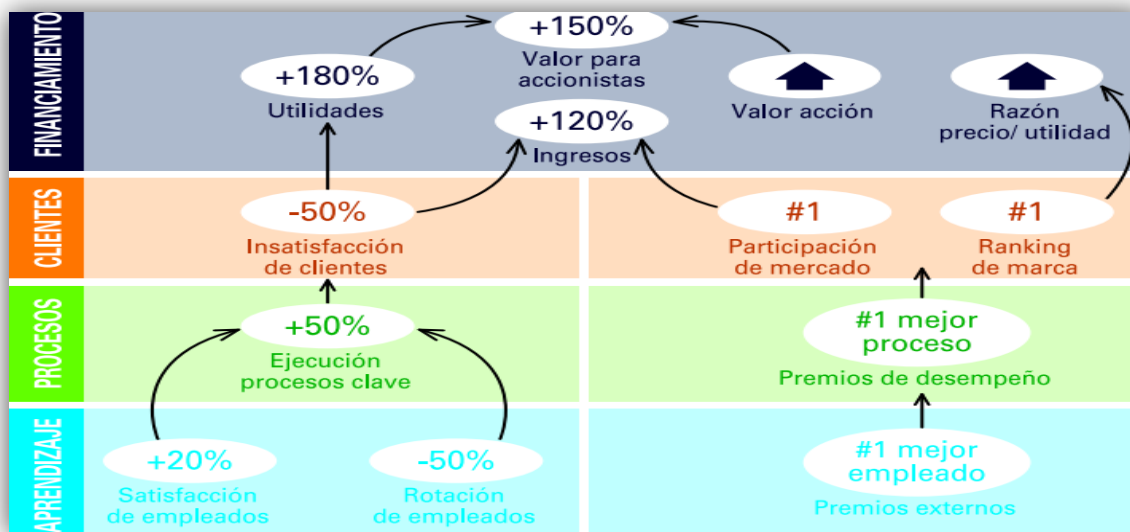 FINANCIAMIENTO
+150%
Valor para
accionistas
+180%
Utilidades
Valor acción
Razón
precio/ utilidad
+120%
Ingresos
CLIENTES
-50%
Insatisfacción
de clientes
#1
Participación
de mercado
#1
Ranking
de marca
PROCESOS
+50%
Ejecución
procesos clave
#1 mejor
proceso
Premios de desempeño
APRENDIZAJE
+20%
Satisfacción
de empleados
-50%
Rotación
de empleados
#1 mejor
empleado
Premios externos